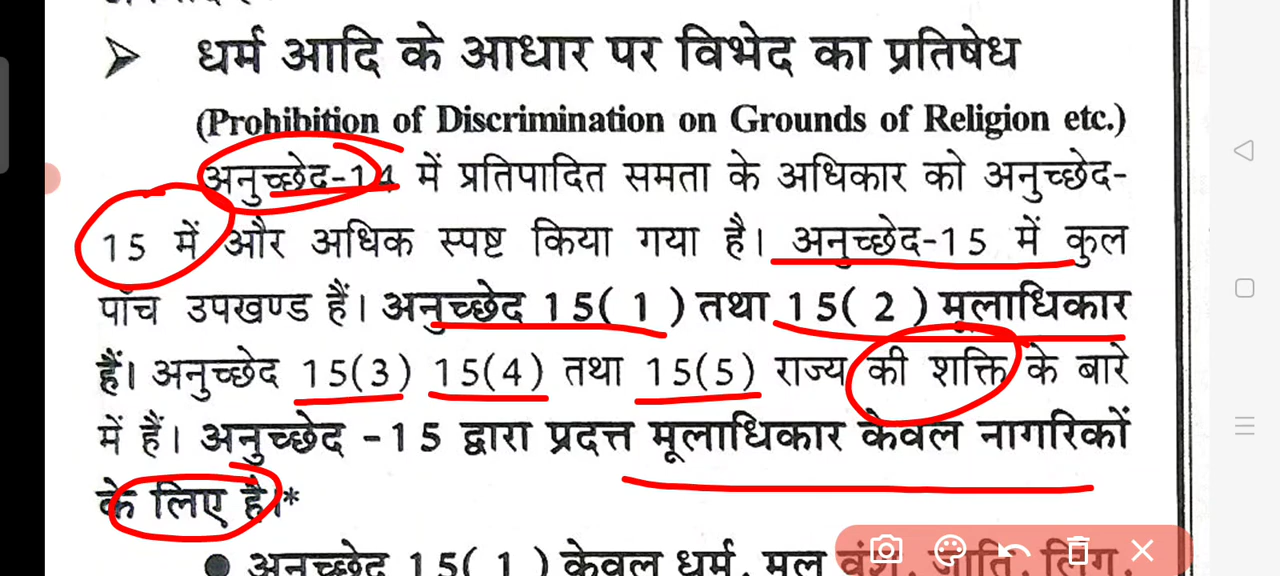 ➤ धर्म आदि के आधार पर विभेद का प्रतिषेध
(Prohibition of Discrimination on Grounds of Religion etc.)
अनुच्छेद-14 में प्रतिपादित समता के अधिकार को अनुच्छेद-
15 में और अधिक स्पष्ट किया गया है। अनुच्छेद-15 में कुल
पाँच उपखण्ड हैं। अनुच्छेद 15(1) तथा 15(2) मूलाधिकार
हैं। अनुच्छेद 15(3) 15(4) तथा 15(5) राज्य की शक्ति के बारे
में हैं। अनुच्छेद -15 द्वारा प्रदत्त मूलाधिकार केवल नागरिकों
के लिए है।*
● अनुच्छेद 15(1) केवल धर्म, मूल वंश, जाति, लिंग,